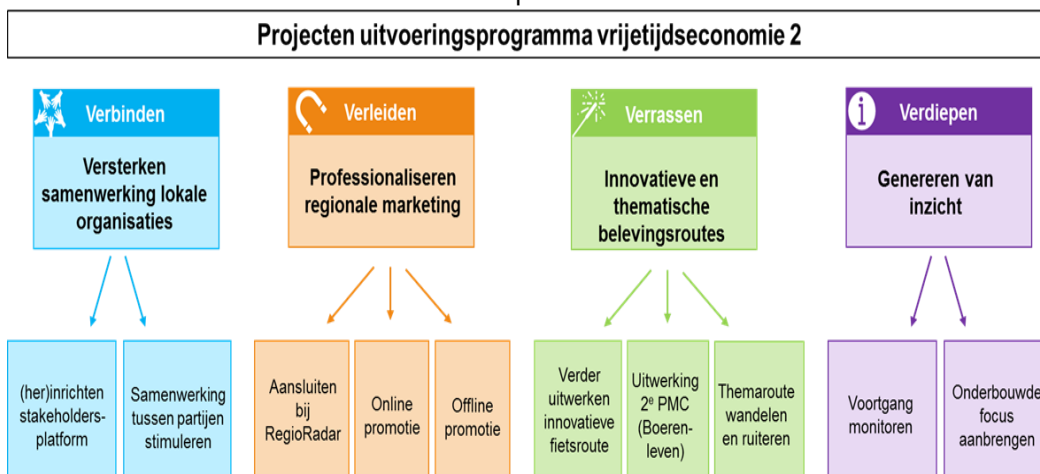 Projecten uitvoeringsprogramma vrijetijdseconomie 2
Verbinden
Versterken
samenwerking lokale
organisaties
(her)inrichten
stakeholders-
platform
Samenwerking
tussen partijen
stimuleren
Verleiden
Professionaliseren
regionale marketing
Aansluiten
bij
RegioRadar
Online
promotie
Offline
promotie
Verrassen
Innovatieve en
thematische
belevingsroutes
Verder
uitwerken
innovatieve
fietsroute
Uitwerking
2e PMC
(Boeren-
leven)
Themaroute
wandelen
en ruiteren
Verdiepen
Genereren van
inzicht
Voortgang
monitoren
Onderbouwde
focus
aanbrengen